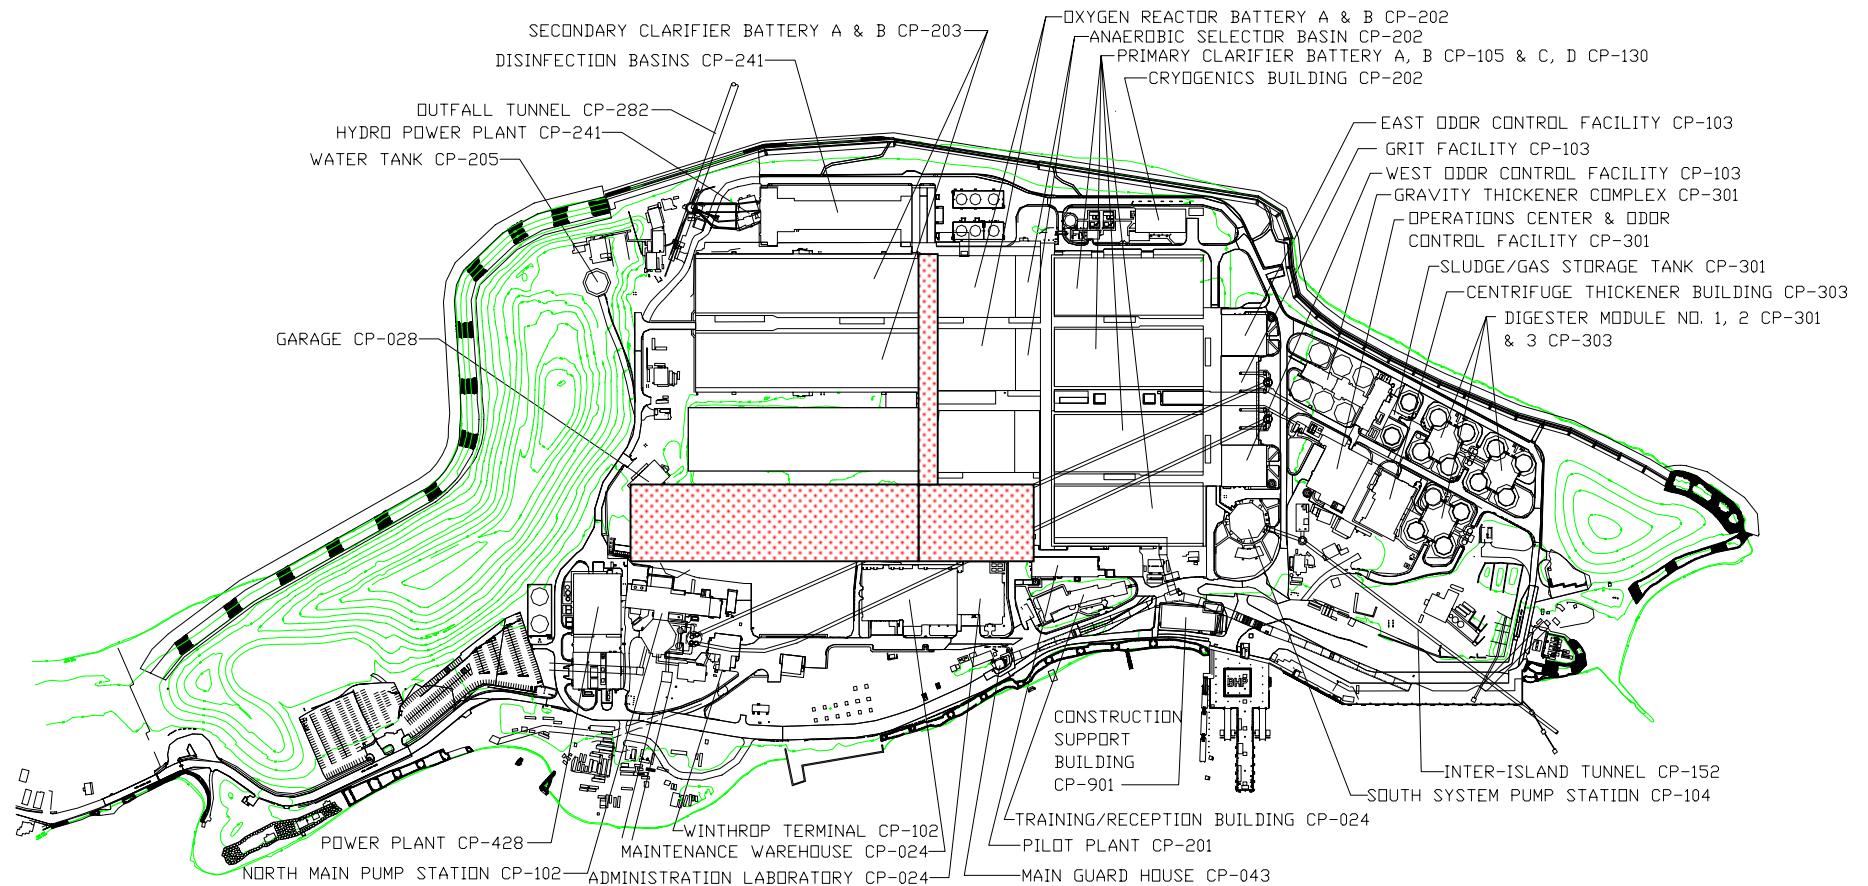 SECONDARY CLARIFIER BATTERY A & B CP-203
DISINFECTION BASINS CP-241
OUTFALL TUNNEL CP-282
HYDRO POWER PLANT CP-241
WATER TANK CP-205
GARAGE CP-028
OXYGEN REACTOR BATTERY A & B CP-202
ANAEROBIC SELECTOR BASIN CP-202
PRIMARY CLARIFIER BATTERY A, B CP-105 & C, D CP-130
CRYOGENICS BUILDING CP-202
EAST ODOR CONTROL FACILITY CP-103
GRIT FACILITY CP-103
WEST ODOR CONTROL FACILITY CP-103
GRAVITY THICKENER COMPLEX CP-301
OPERATIONS CENTER & ODOR
CONTROL FACILITY CP-301
SLUDGE/GAS STORAGE TANK CP-301
CENTRIFUGE THICKENER BUILDING CP-303
DIGESTER MODULE NO. 1, 2 CP-301
& 3 CP-303
BHP
CONSTRUCTION
SUPPORT
BUILDING
CP-901
INTER-ISLAND TUNNEL CP-152
SOUTH SYSTEM PUMP STATION CP-104
TRAINING/RECEPTION BUILDING CP-024
PILOT PLANT CP-201
MAIN GUARD HOUSE CP-043
WINTHROP TERMINAL CP-102
MAINTENANCE WAREHOUSE CP-024
ADMINISTRATION LABORATORY CP-024
POWER PLANT CP-428
NORTH MAIN PUMP STATION CP-102